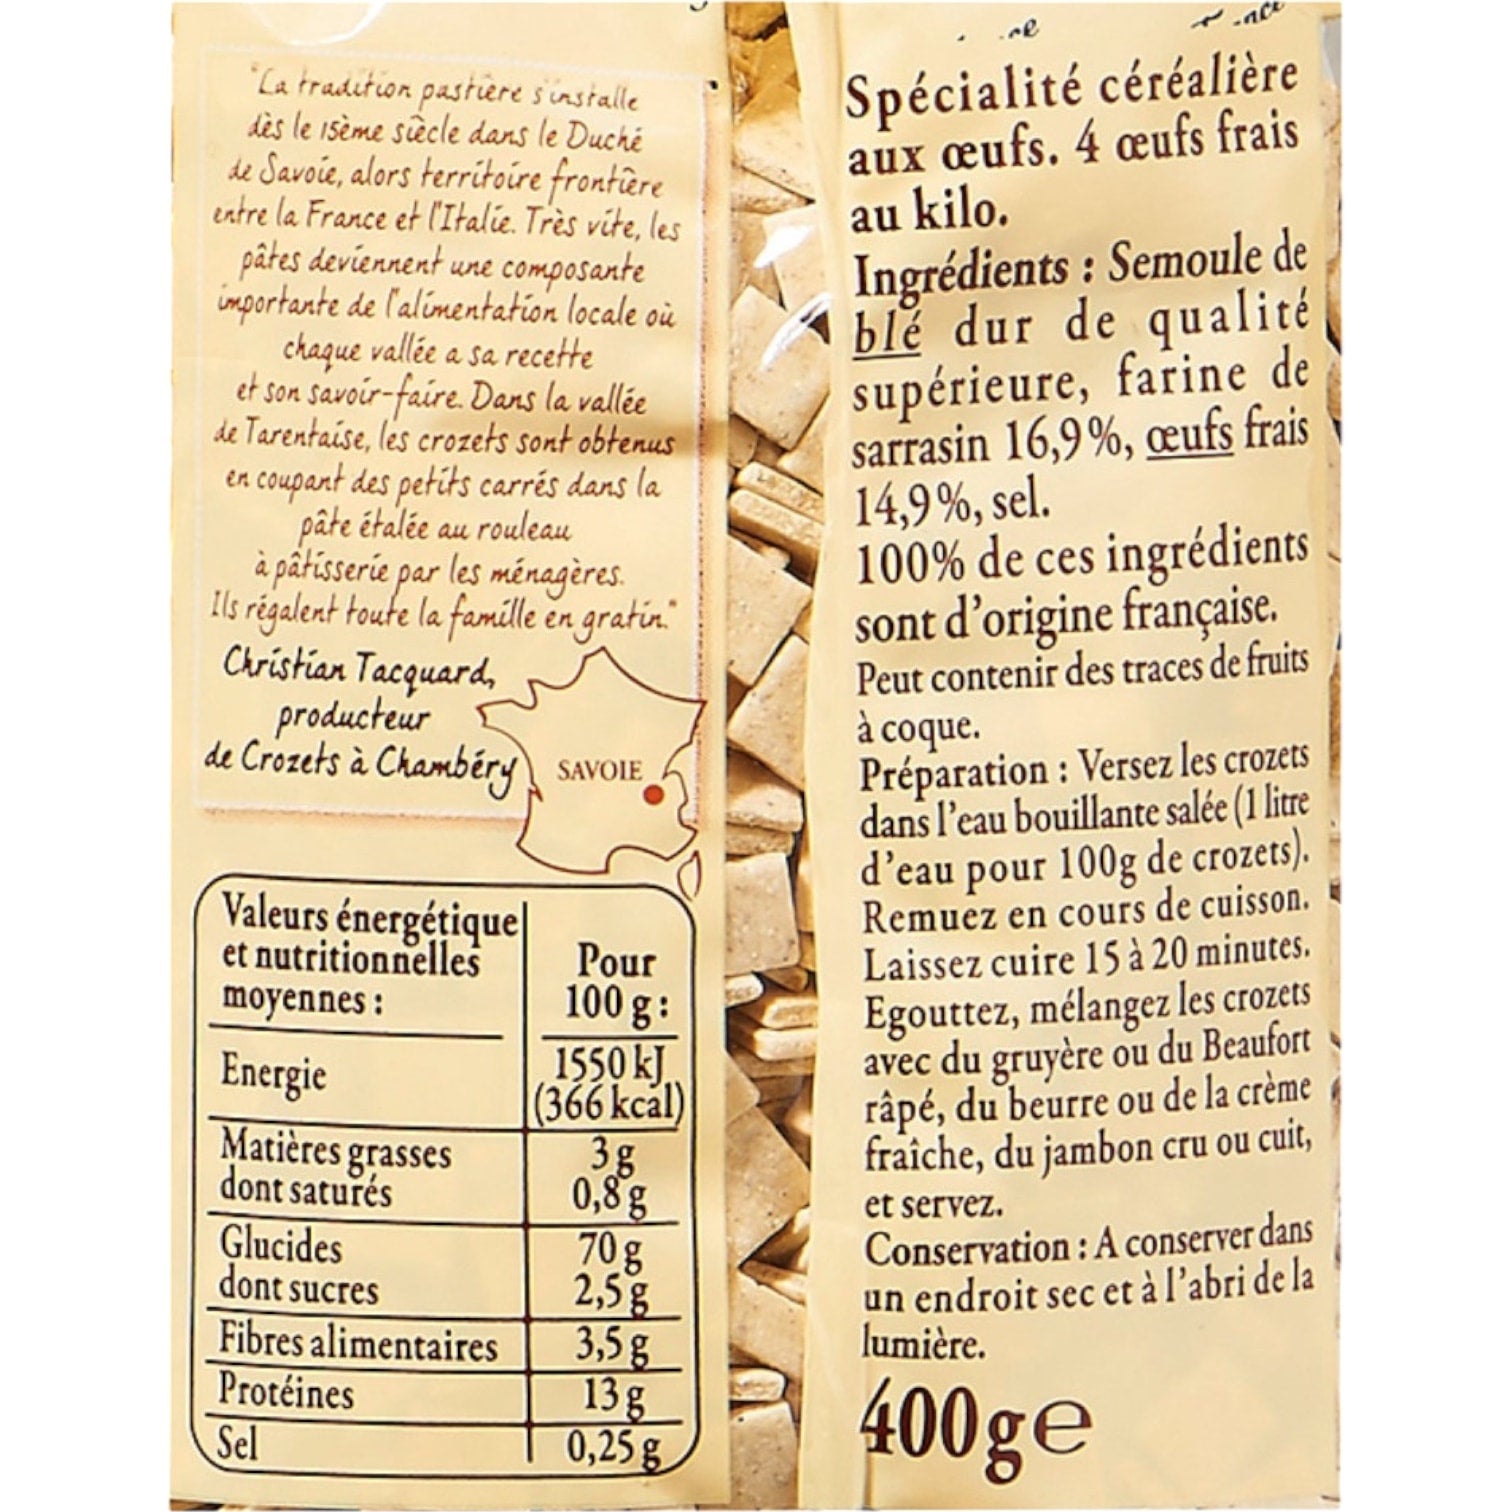 "La tradition pastière s'installe
dès le 15ème siècle dans le Duché
de Savoie, alors territoire frontière
entre la France et l'Italie. Très vite, les
pâtes deviennent une composante
importante de l'alimentation locale où
chaque vallée a sa recette
et son savoir-faire. Dans la vallée
de Tarentaise, les crozets sont obtenus
en coupant des petits carrés dans la
pâte étalée au rouleau
à pâtisserie par les ménagères.
Ils régalent toute la famille en gratin."
Christian Tacquard,
producteur
de Crozets à Chambéry
SAVOIE
Valeurs énergétique
et nutritionnelles
moyennes :
Pour
100 g :
Energie
1550 kJ
(366 kcal)
Matières grasses
3 g
dont saturés
0,8 g
Glucides
70 g
dont sucres
2,5 g
Fibres alimentaires
3,5 g
Protéines
13 g
Sel
0,25 g
Spécialité céréalière
aux œufs. 4 œufs frais
au kilo.
Ingrédients : Semoule de
blé dur de qualité
supérieure, farine de
sarrasin 16,9%, œufs frais
14,9%, sel.
100% de ces ingrédients
sont d'origine française.
Peut contenir des traces de fruits
à coque.
Préparation : Versez les crozets
dans l'eau bouillante salée (1 litre
d'eau pour 100g de crozets).
Remuez en cours de cuisson.
Laissez cuire 15 à 20 minutes.
Egouttez, mélangez les crozets
avec du gruyère ou du Beaufort
râpé, du beurre ou de la crème
fraîche, du jambon cru ou cuit,
et servez.
Conservation : A conserver dans
un endroit sec et à l'abri de la
lumière.
400g e